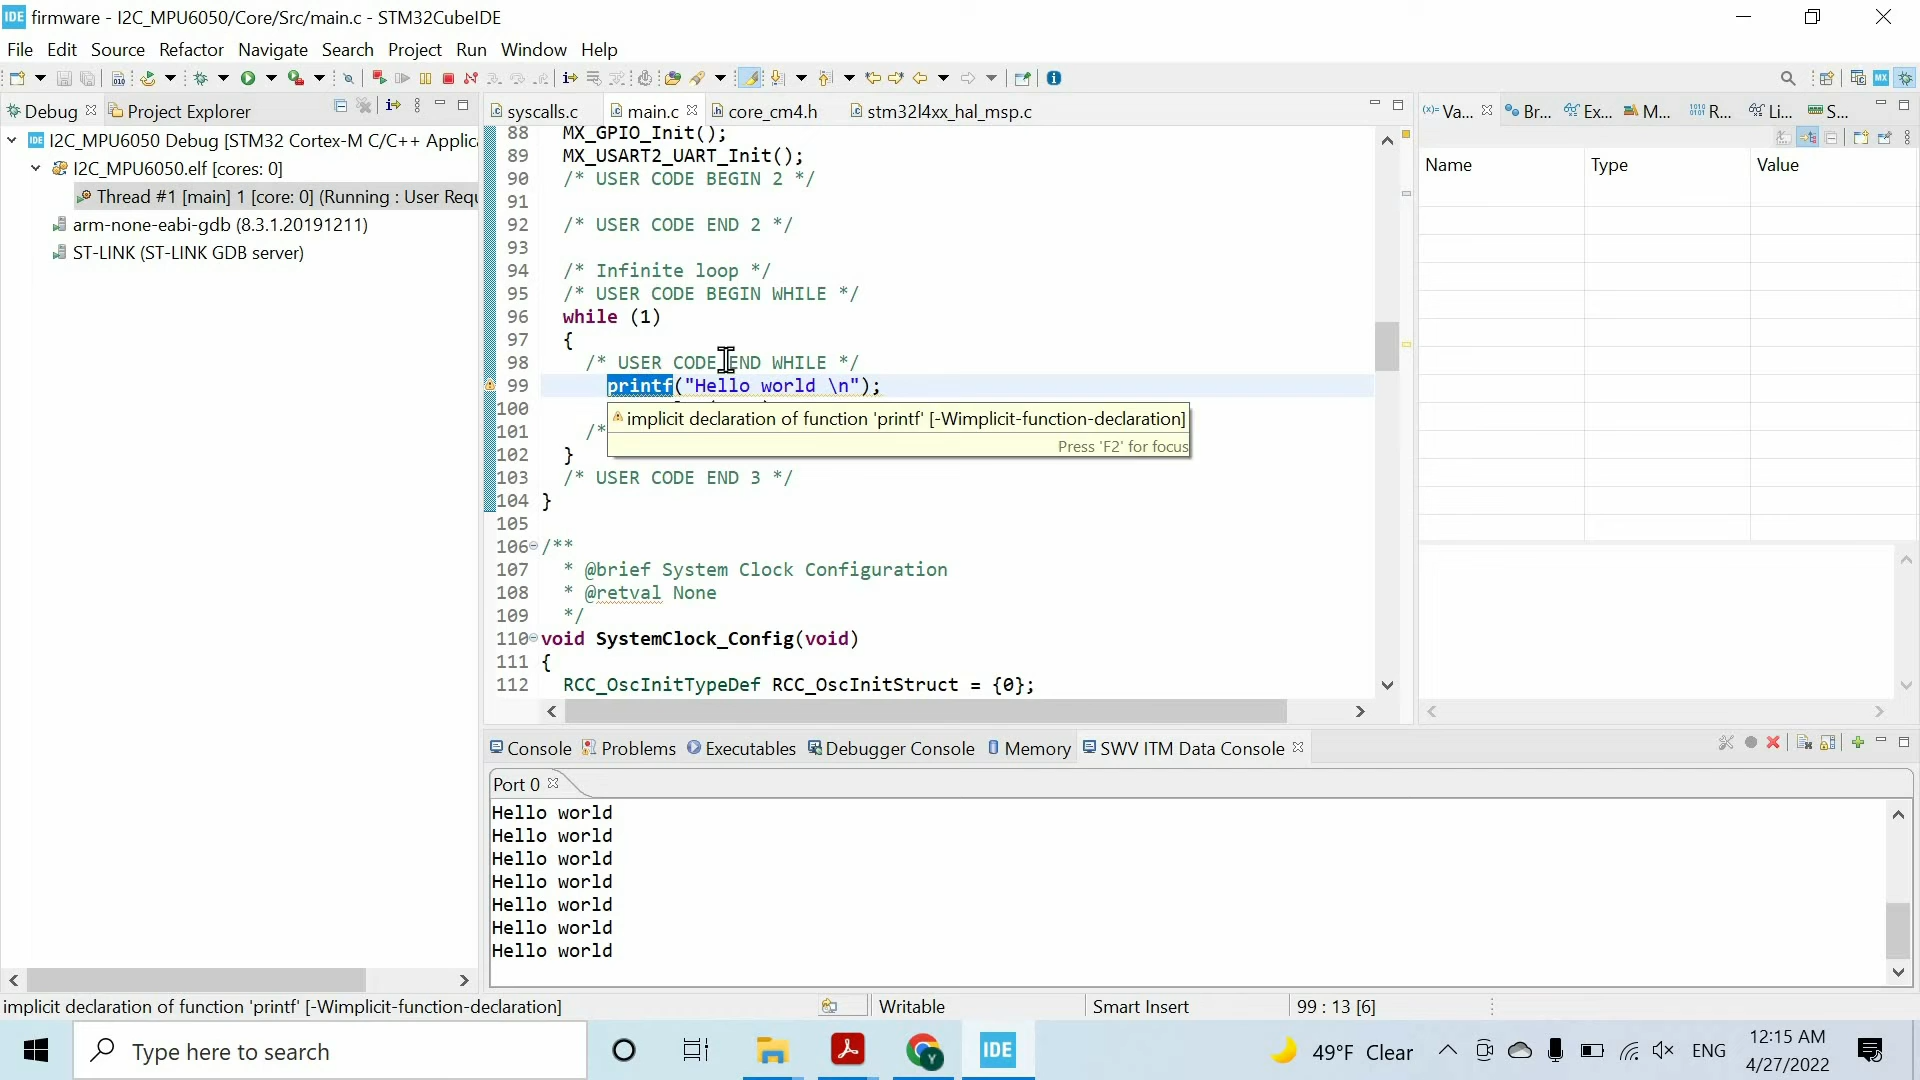 IDE firmware - I2C_MPU6050/Core/Src/main.c - STM32CubeIDE
File Edit Source Refactor Navigate Search Project Run Window Help
MX
Debug Project Explorer
I2C_MPU6050 Debug [STM32 Cortex-M C/C++ Applic
I2C_MPU6050.elf [cores: 0]
Thread #1 [main] 1 [core: 0] (Running : User Requ
arm-none-eabi-gdb (8.3.1.20191211)
ST-LINK (ST-LINK GDB server)
syscalls.c main.c core_cm4.h stm32l4xx_hal_msp.c
88 MX_GPIO_Init();
89 MX_USART2_UART_Init();
90 /* USER CODE BEGIN 2 */
91
92 /* USER CODE END 2 */
93
94 /* Infinite loop */
95 /* USER CODE BEGIN WHILE */
96 while (1)
97 {
98 /* USER CODE END WHILE */
99 printf("Hello world \n");
100
implicit declaration of function 'printf' [-Wimplicit-function-declaration]
101 /*
Press 'F2' for focus
102 }
103 /* USER CODE END 3 */
104 }
105
106 /**
107 * @brief System Clock Configuration
108 * @retval None
109 */
110 void SystemClock_Config(void)
111 {
112 RCC_OscInitTypeDef RCC_OscInitStruct = {0};
(x)= Va... Br... Ex... M... R... Li... S...
Name Type Value
Console Problems Executables Debugger Console Memory SWV ITM Data Console
Port 0
Hello world
Hello world
Hello world
Hello world
Hello world
Hello world
Hello world
implicit declaration of function 'printf' [-Wimplicit-function-declaration] Writable Smart Insert 99 : 13 [6]
Type here to search
Y
IDE
49°F Clear
ENG
12:15 AM
4/27/2022